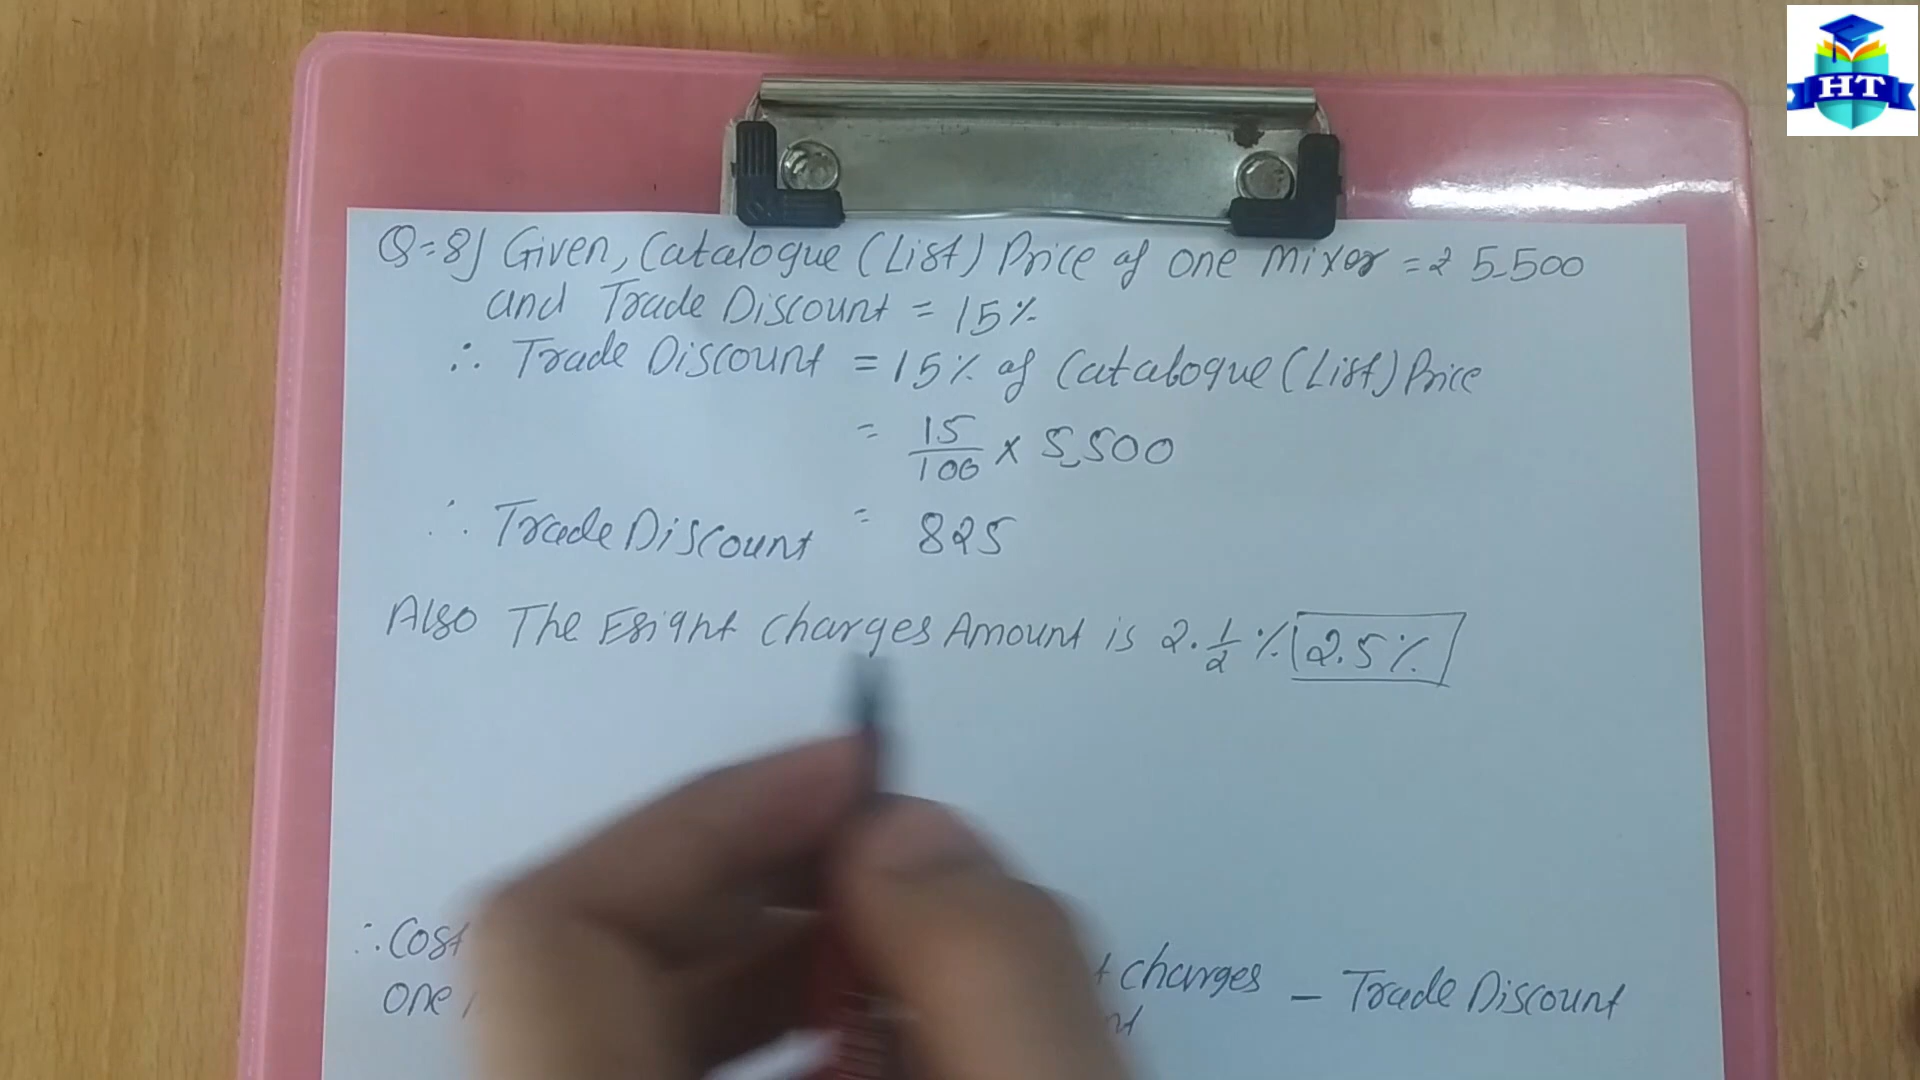 HT
Q=8] Given, Catalogue (List) Price of one mixer = ₹ 5,500
and Trade Discount = 15%
∴ Trade Discount = 15% of Catalogue (List) Price
= 15/100 × 5,500
∴ Trade Discount = 825
Also The Fright Charges Amount is 2.1/2 % 2.5%
∴ Cost
charges – Trade Discount
one